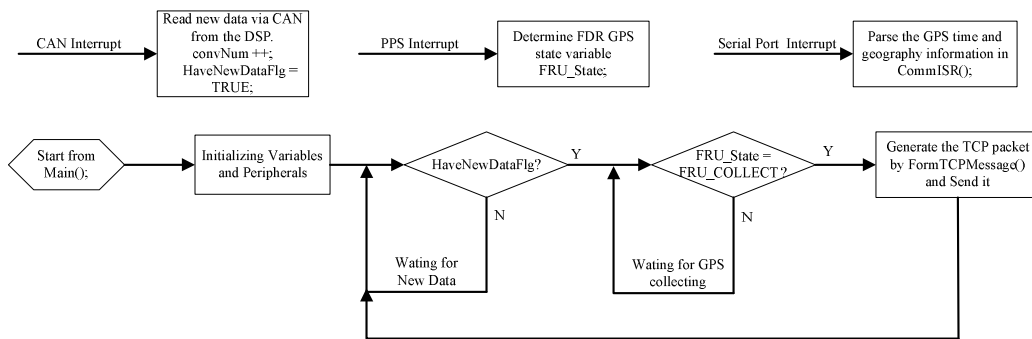 CAN Interrupt
Read new data via CAN
from the DSP.
convNum ++;
HaveNewDataFlg =
TRUE;
PPS Interrupt
Determine FDR GPS
state variable
FRU_State;
Serial Port Interrupt
Parse the GPS time and
geography information in
CommISR();
Start from
Main();
Initializing Variables
and Peripherals
HaveNewDataFlg?
Y
N
Wating for
New Data
FRU_State =
FRU_COLLECT?
Y
N
Wating for GPS
collecting
Generate the TCP packet
by FormTCPMessag()
and Send it